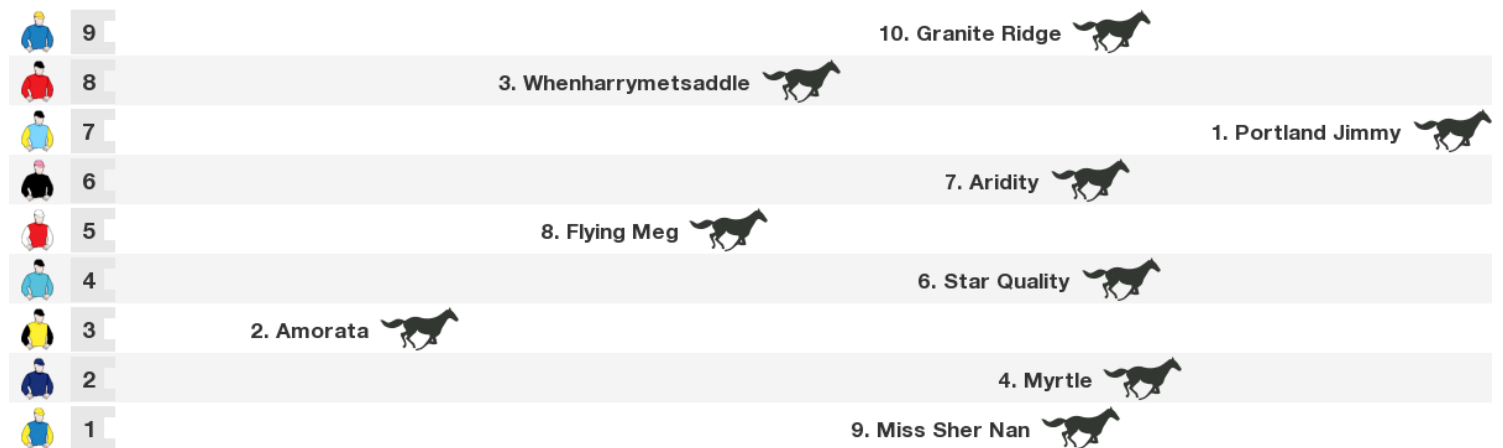 9 10. Granite Ridge
8 3. Whenharrymetsaddle
7 1. Portland Jimmy
6 7. Aridity
5 8. Flying Meg
4 6. Star Quality
3 2. Amorata
2 4. Myrtle
1 9. Miss Sher Nan